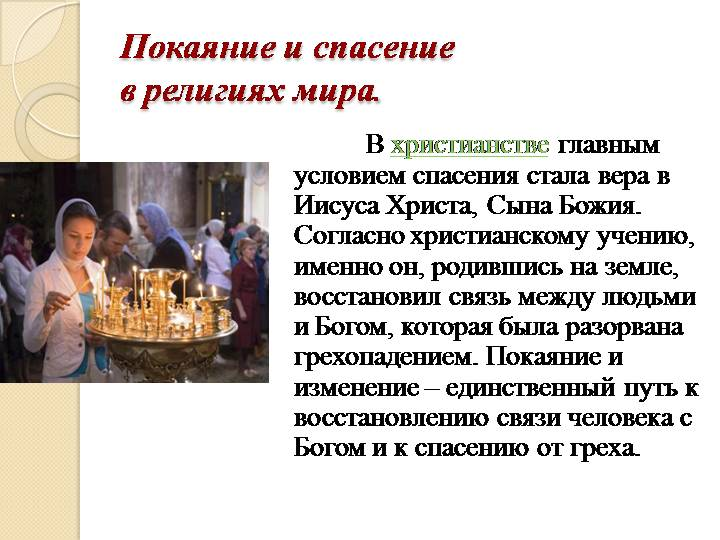 Покаяние и спасение
в религиях мира.
В христианстве главным
условием спасения стала вера в
Иисуса Христа, Сына Божия.
Согласно христианскому учению,
именно он, родившись на земле,
восстановил связь между людьми
и Богом, которая была разорвана
грехопадением. Покаяние и
изменение – единственный путь к
восстановлению связи человека с
Богом и к спасению от греха.